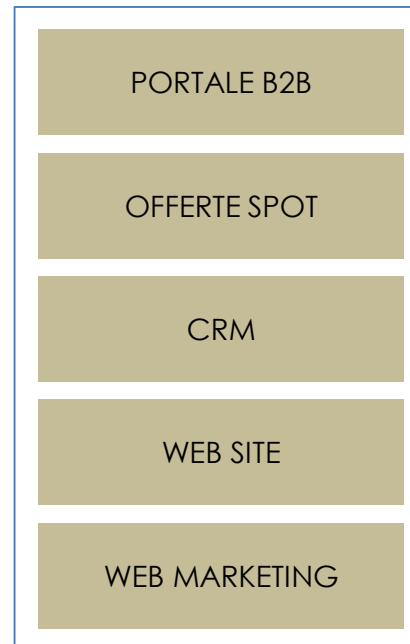 PORTALE B2B
OFFERTE SPOT
CRM
WEB SITE
WEB MARKETING